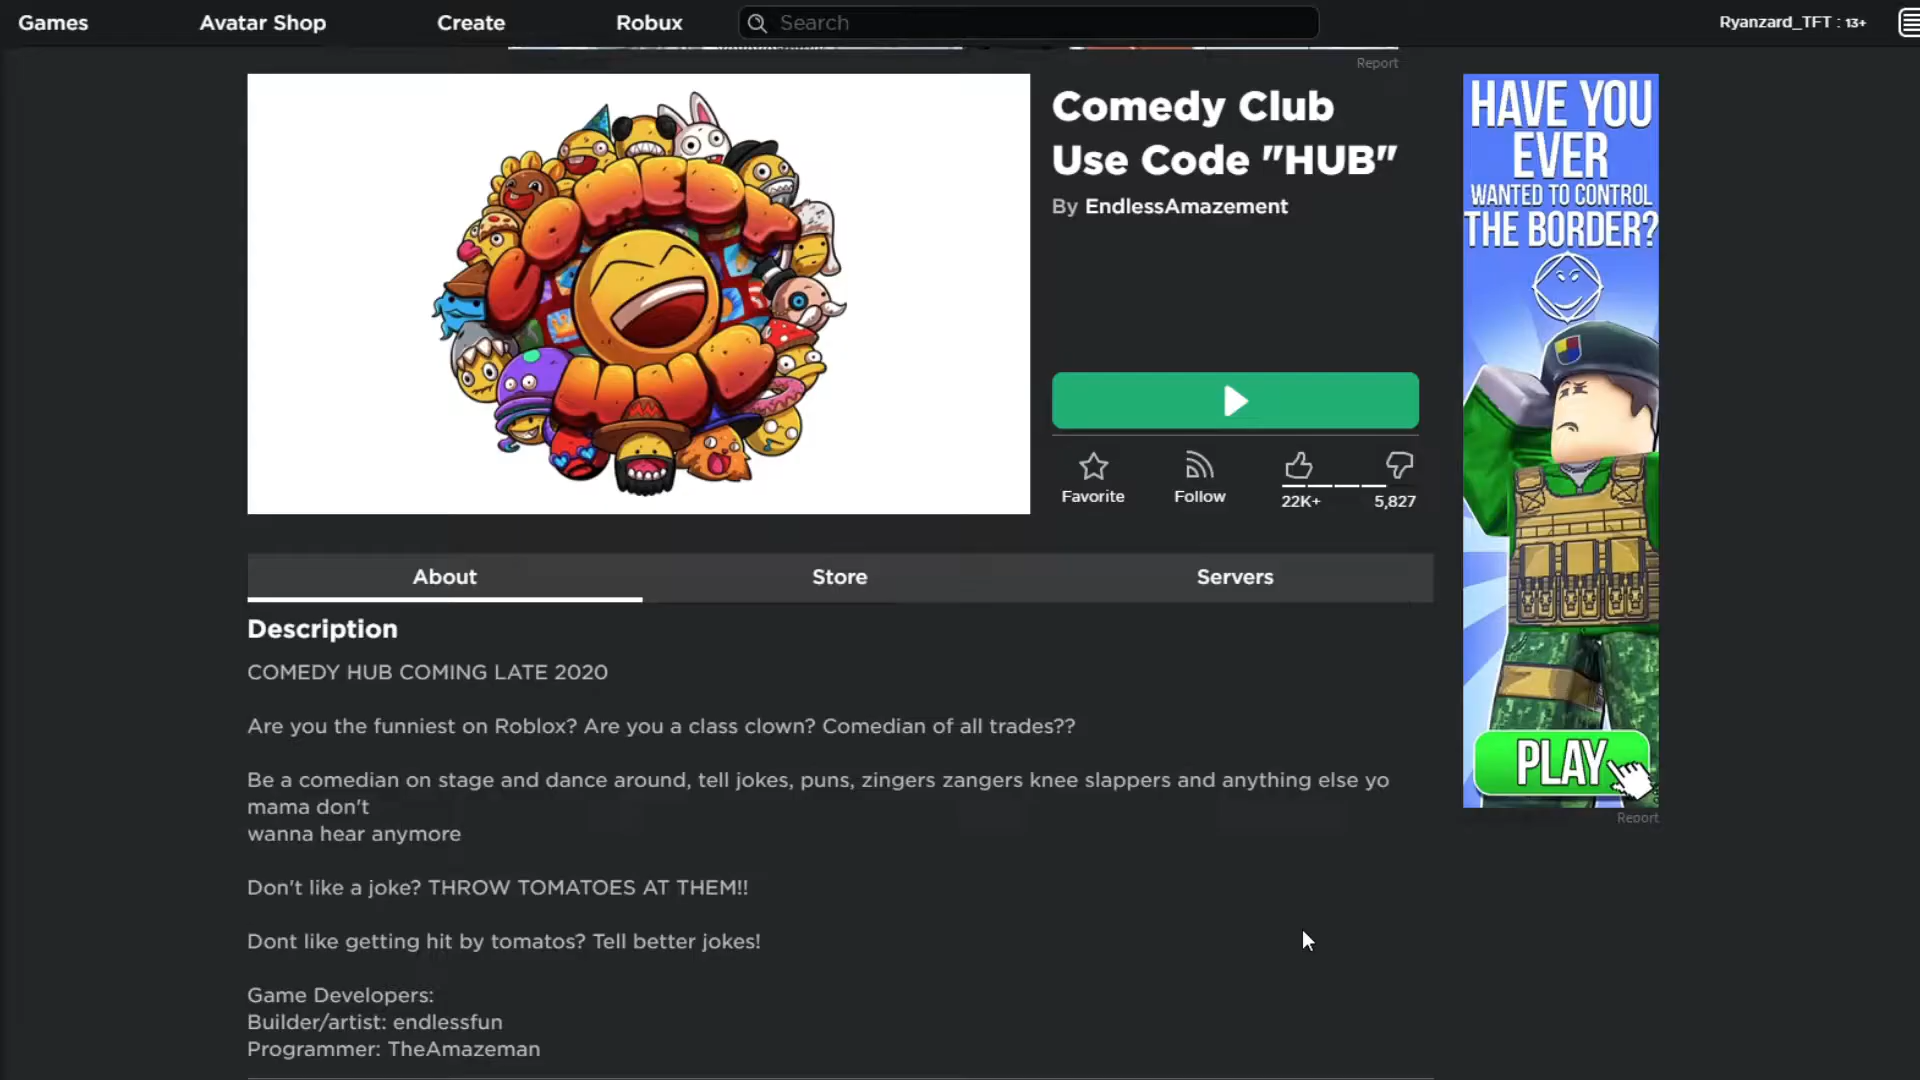 Games
Avatar Shop
Create
Robux
Search
Ryanzard_TFT : 13+
Report
COMEDY
HUB
Comedy Club
Use Code "HUB"
By EndlessAmazement
Favorite
Follow
22K+
5,827
HAVE YOU
EVER
WANTED TO CONTROL
THE BORDER?
PLAY
Report
About
Store
Servers
Description
COMEDY HUB COMING LATE 2020
Are you the funniest on Roblox? Are you a class clown? Comedian of all trades??
Be a comedian on stage and dance around, tell jokes, puns, zingers zangers knee slappers and anything else yo
mama don't
wanna hear anymore
Don't like a joke? THROW TOMATOES AT THEM!!
Dont like getting hit by tomatos? Tell better jokes!
Game Developers:
Builder/artist: endlessfun
Programmer: TheAmazeman